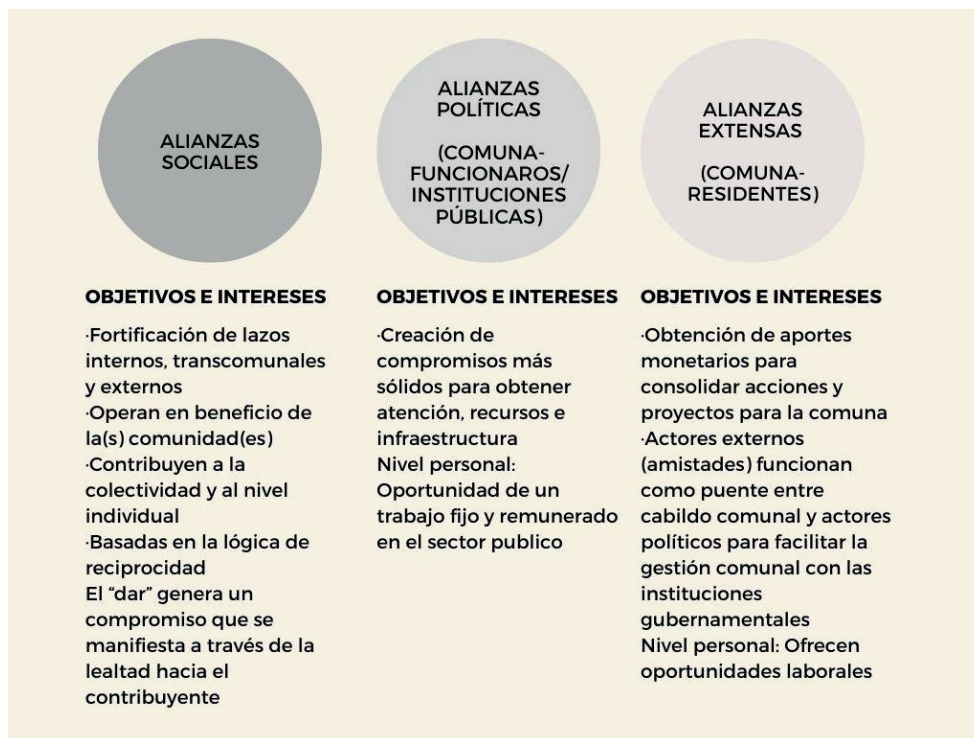 ALIANZAS
SOCIALES
OBJETIVOS E INTERESES
·Fortificación de lazos
internos, transcomunales
y externos
·Operan en beneficio de
la(s) comunidad(es)
·Contribuyen a la
colectividad y al nivel
individual
·Basadas en la lógica de
reciprocidad
El “dar” genera un
compromiso que se
manifiesta a través de la
lealtad hacia el
contribuyente
ALIANZAS
POLÍTICAS
(COMUNA-
FUNCIONAROS/
INSTITUCIONES
PÚBLICAS)
OBJETIVOS E INTERESES
·Creación de
compromisos más
sólidos para obtener
atención, recursos e
infraestructura
Nivel personal:
Oportunidad de un
trabajo fijo y remunerado
en el sector publico
ALIANZAS
EXTENSAS
(COMUNA-
RESIDENTES)
OBJETIVOS E INTERESES
·Obtención de aportes
monetarios para
consolidar acciones y
proyectos para la comuna
·Actores externos
(amistades) funcionan
como puente entre
cabildo comunal y actores
políticos para facilitar la
gestión comunal con las
instituciones
gubernamentales
Nivel personal: Ofrecen
oportunidades laborales